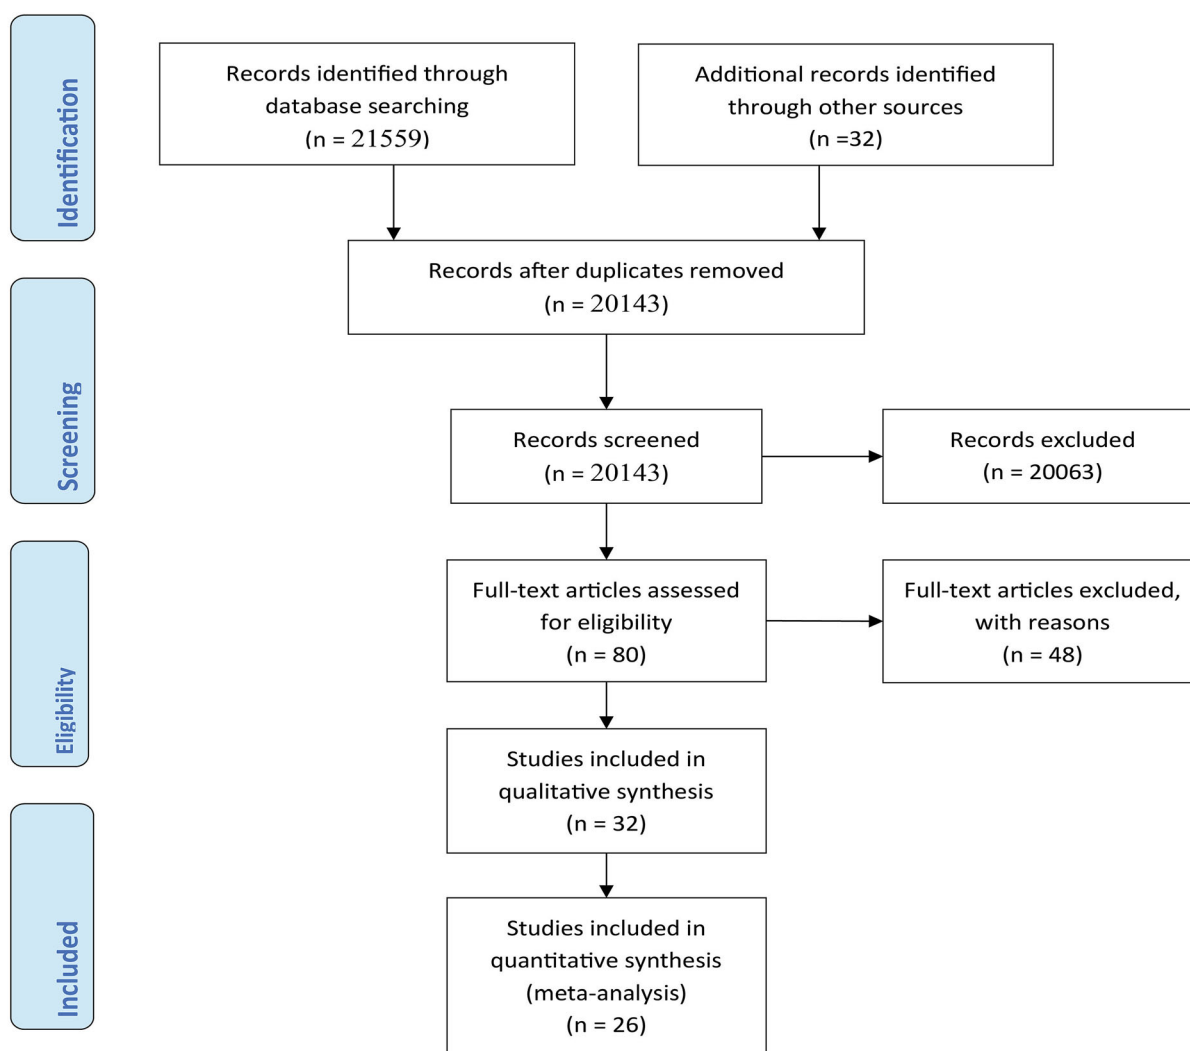 Identification
Records identified through
database searching
(n = 21559)
Additional records identified
through other sources
(n =32)
Records after duplicates removed
(n = 20143)
Screening
Records screened
(n = 20143)
Records excluded
(n = 20063)
Eligibility
Full-text articles assessed
for eligibility
(n = 80)
Full-text articles excluded,
with reasons
(n = 48)
Studies included in
qualitative synthesis
(n = 32)
Included
Studies included in
quantitative synthesis
(meta-analysis)
(n = 26)